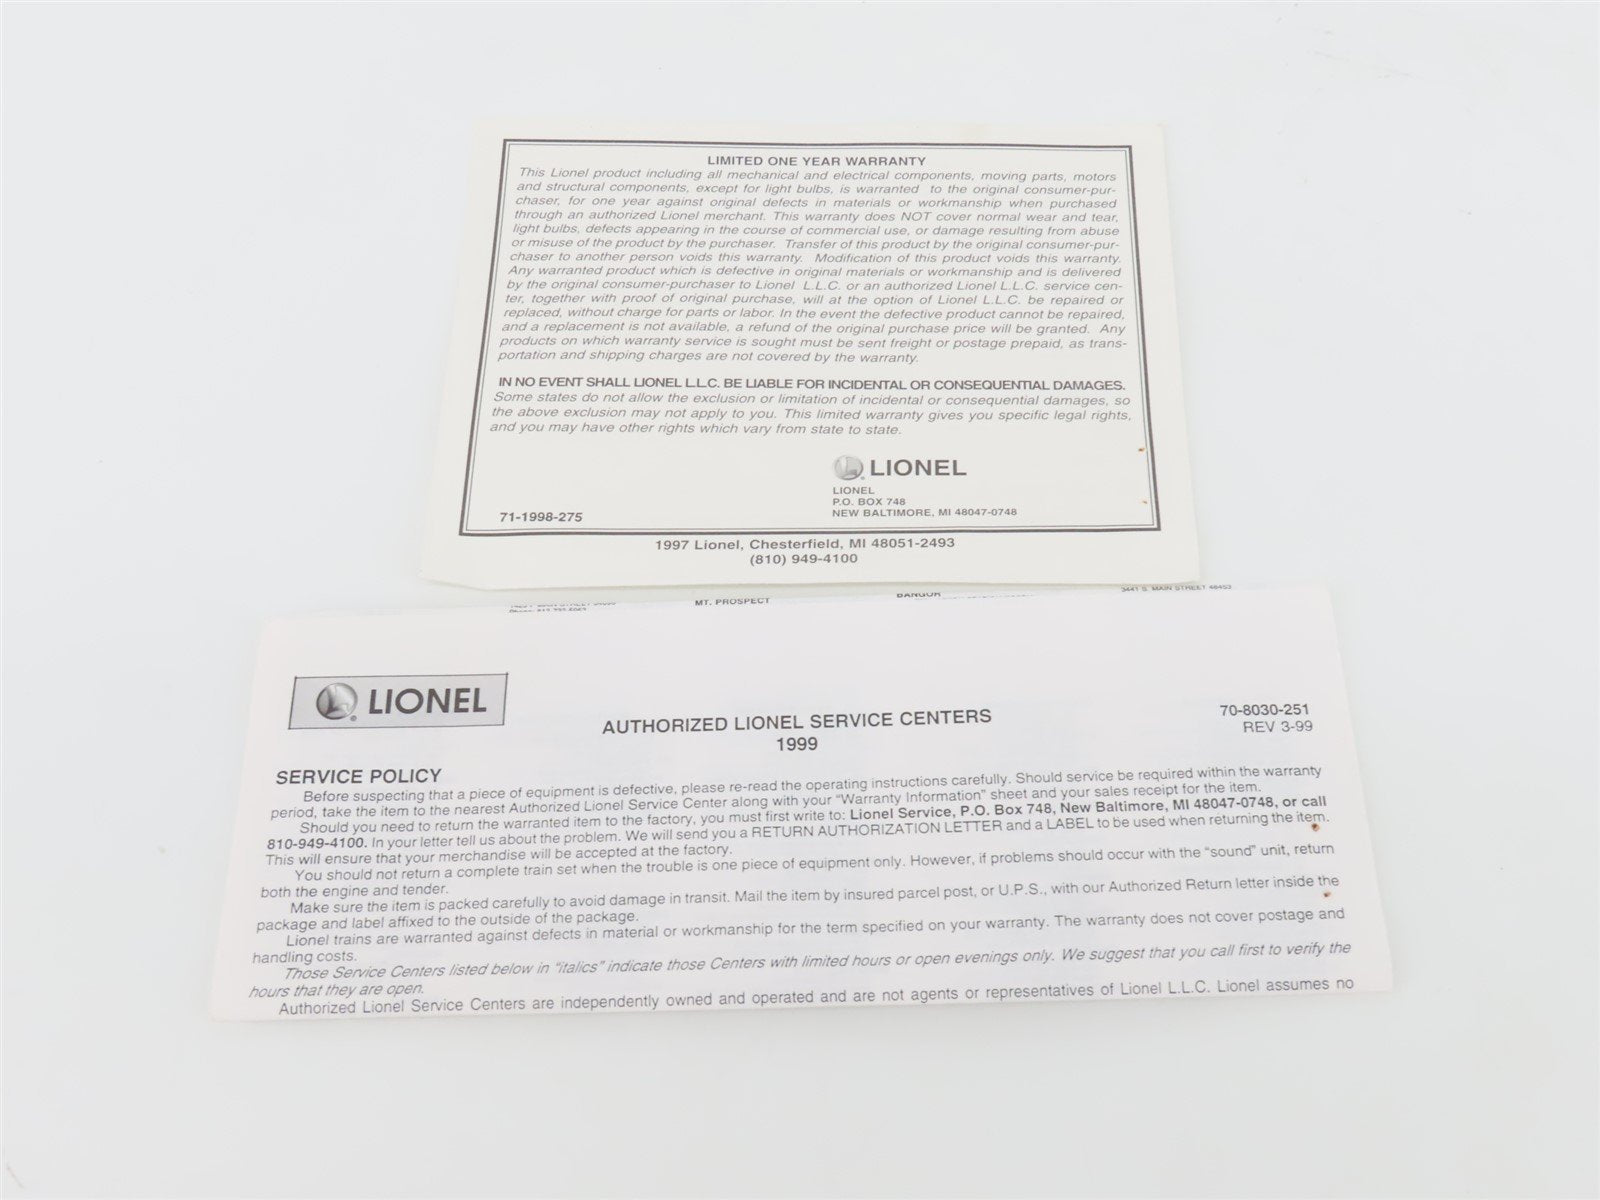 LIMITED ONE YEAR WARRANTY
This Lionel product including all mechanical and electrical components, moving parts, motors
and structural components, except for light bulbs, is warranted to the original consumer-pur-
chaser, for one year against original defects in materials or workmanship when purchased
through an authorized Lionel merchant. This warranty does NOT cover normal wear and tear,
light bulbs, defects appearing in the course of commercial use, or damage resulting from abuse
or misuse of the product by the purchaser. Transfer of this product by the original consumer-pur-
chaser to another person voids this warranty. Modification of this product voids this warranty.
Any warranted product which is defective in original materials or workmanship and is delivered
by the original consumer-purchaser to Lionel L.L.C. or an authorized Lionel L.L.C. service cen-
ter, together with proof of original purchase, will at the option of Lionel L.L.C. be repaired or
replaced, without charge for parts or labor. In the event the defective product cannot be repaired,
and a replacement is not available, a refund of the original purchase price will be granted. Any
products on which warranty service is sought must be sent freight or postage prepaid, as trans-
portation and shipping charges are not covered by the warranty.
IN NO EVENT SHALL LIONEL L.L.C. BE LIABLE FOR INCIDENTAL OR CONSEQUENTIAL DAMAGES.
Some states do not allow the exclusion or limitation of incidental or consequential damages, so
the above exclusion may not apply to you. This limited warranty gives you specific legal rights,
and you may have other rights which vary from state to state.
LIONEL
LIONEL
P.O. BOX 748
NEW BALTIMORE, MI 48047-0748
71-1998-275
1997 Lionel, Chesterfield, MI 48051-2493
(810) 949-4100
MT. PROSPECT
BANGOR
3441 S. MAIN STREET 48453
LIONEL
AUTHORIZED LIONEL SERVICE CENTERS
1999
70-8030-251
REV 3-99
SERVICE POLICY
Before suspecting that a piece of equipment is defective, please re-read the operating instructions carefully. Should service be required within the warranty
period, take the item to the nearest Authorized Lionel Service Center along with your "Warranty Information" sheet and your sales receipt for the item.
Should you need to return the warranted item to the factory, you must first write to: Lionel Service, P.O. Box 748, New Baltimore, MI 48047-0748, or call
810-949-4100. In your letter tell us about the problem. We will send you a RETURN AUTHORIZATION LETTER and a LABEL to be used when returning the item.
This will ensure that your merchandise will be accepted at the factory.
You should not return a complete train set when the trouble is one piece of equipment only. However, if problems should occur with the "sound" unit, return
both the engine and tender.
Make sure the item is packed carefully to avoid damage in transit. Mail the item by insured parcel post, or U.P.S., with our Authorized Return letter inside the
package and label affixed to the outside of the package.
Lionel trains are warranted against defects in material or workmanship for the term specified on your warranty. The warranty does not cover postage and
handling costs.
Those Service Centers listed below in "italics" indicate those Centers with limited hours or open evenings only. We suggest that you call first to verify the
hours that they are open.
Authorized Lionel Service Centers are independently owned and operated and are not agents or representatives of Lionel L.L.C. Lionel assumes no